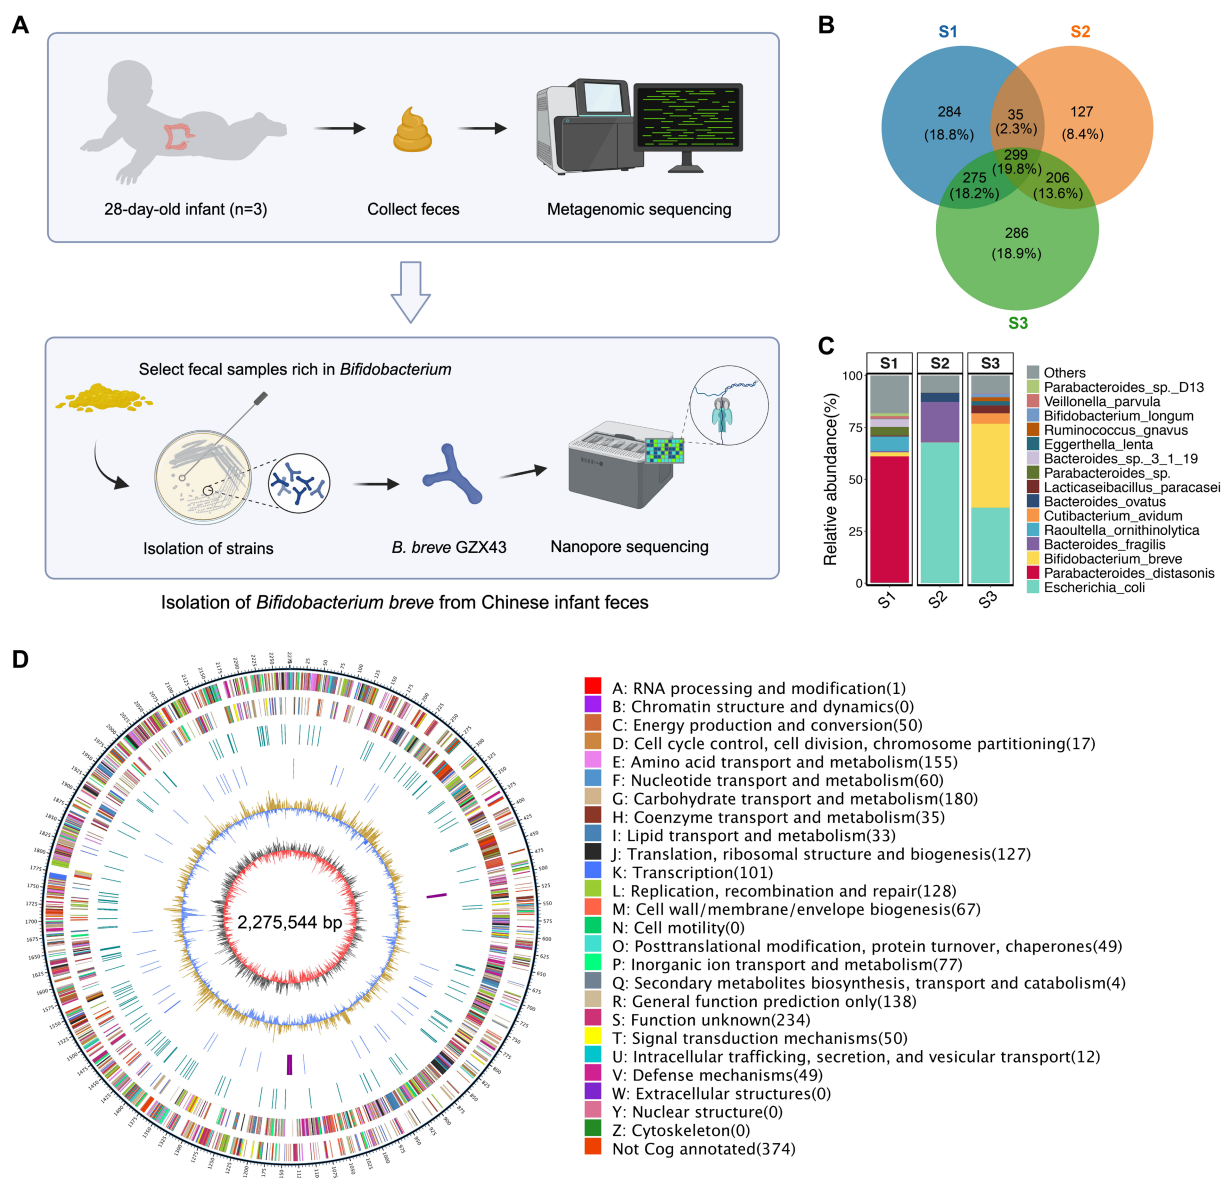 A
28-day-old infant (n=3)
Collect feces
Metagenomic sequencing
Select fecal samples rich in Bifidobacterium
Isolation of strains
B. breve GZX43
Nanopore sequencing
Isolation of Bifidobacterium breve from Chinese infant feces
B
S1
S2
284
(18.8%)
35
(2.3%)
127
(8.4%)
299
(19.8%)
275
(18.2%)
206
(13.6%)
286
(18.9%)
S3
C
S1
S2
S3
Relative abundance(%)
100
75
50
25
0
S1
S2
S3
Others
Parabacteroides_sp._D13
Veillonella_parvula
Bifidobacterium_longum
Ruminococcus_gnavus
Eggerthella_lenta
Bacteroides_sp._3_1_19
Parabacteroides_sp.
Lacticaseibacillus_paracasei
Bacteroides_ovatus
Cutibacterium_avidum
Raoultella_ornithinolytica
Bacteroides_fragilis
Bifidobacterium_breve
Parabacteroides_distasonis
Escherichia_coli
D
2,275,544 bp
A: RNA processing and modification(1)
B: Chromatin structure and dynamics(0)
C: Energy production and conversion(50)
D: Cell cycle control, cell division, chromosome partitioning(17)
E: Amino acid transport and metabolism(155)
F: Nucleotide transport and metabolism(60)
G: Carbohydrate transport and metabolism(180)
H: Coenzyme transport and metabolism(35)
I: Lipid transport and metabolism(33)
J: Translation, ribosomal structure and biogenesis(127)
K: Transcription(101)
L: Replication, recombination and repair(128)
M: Cell wall/membrane/envelope biogenesis(67)
N: Cell motility(0)
O: Posttranslational modification, protein turnover, chaperones(49)
P: Inorganic ion transport and metabolism(77)
Q: Secondary metabolites biosynthesis, transport and catabolism(4)
R: General function prediction only(138)
S: Function unknown(234)
T: Signal transduction mechanisms(50)
U: Intracellular trafficking, secretion, and vesicular transport(12)
V: Defense mechanisms(49)
W: Extracellular structures(0)
Y: Nuclear structure(0)
Z: Cytoskeleton(0)
Not Cog annotated(374)